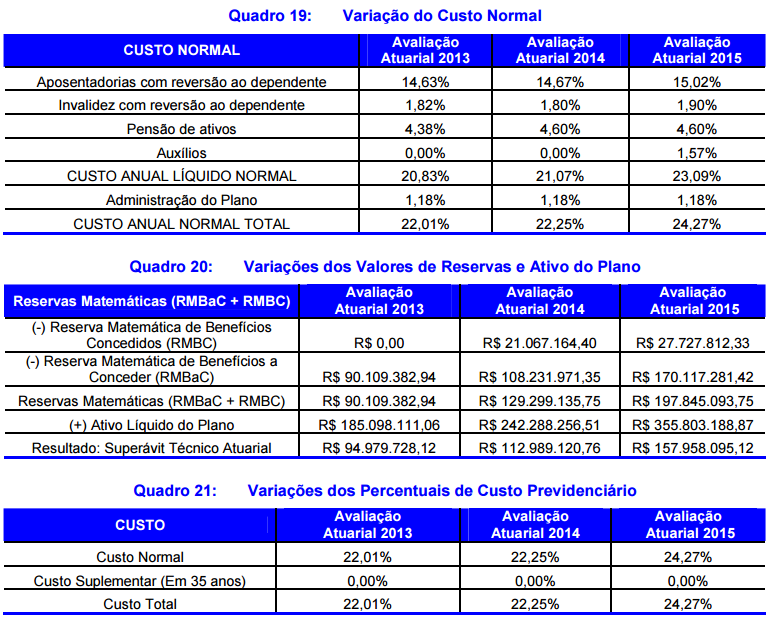 Quadro 19: Variação do Custo Normal
CUSTO NORMAL Avaliação Atuarial 2013 Avaliação Atuarial 2014 Avaliação Atuarial 2015
Aposentadorias com reversão ao dependente 14,63% 14,67% 15,02%
Invalidez com reversão ao dependente 1,82% 1,80% 1,90%
Pensão de ativos 4,38% 4,60% 4,60%
Auxílios 0,00% 0,00% 1,57%
CUSTO ANUAL LÍQUIDO NORMAL 20,83% 21,07% 23,09%
Administração do Plano 1,18% 1,18% 1,18%
CUSTO ANUAL NORMAL TOTAL 22,01% 22,25% 24,27%
Quadro 20: Variações dos Valores de Reservas e Ativo do Plano
Reservas Matemáticas (RMBaC + RMBC) Avaliação Atuarial 2013 Avaliação Atuarial 2014 Avaliação Atuarial 2015
(-) Reserva Matemática de Benefícios
Concedidos (RMBC) R$ 0,00 R$ 21.067.164,40 R$ 27.727.812,33
(-) Reserva Matemática de Benefícios a
Conceder (RMBaC) R$ 90.109.382,94 R$ 108.231.971,35 R$ 170.117.281,42
Reservas Matemáticas (RMBaC + RMBC) R$ 90.109.382,94 R$ 129.299.135,75 R$ 197.845.093,75
(+) Ativo Líquido do Plano R$ 185.098.111,06 R$ 242.288.256,51 R$ 355.803.188,87
Resultado: Superávit Técnico Atuarial R$ 94.979.728,12 R$ 112.989.120,76 R$ 157.958.095,12
Quadro 21: Variações dos Percentuais de Custo Previdenciário
CUSTO Avaliação Atuarial 2013 Avaliação Atuarial 2014 Avaliação Atuarial 2015
Custo Normal 22,01% 22,25% 24,27%
Custo Suplementar (Em 35 anos) 0,00% 0,00% 0,00%
Custo Total 22,01% 22,25% 24,27%